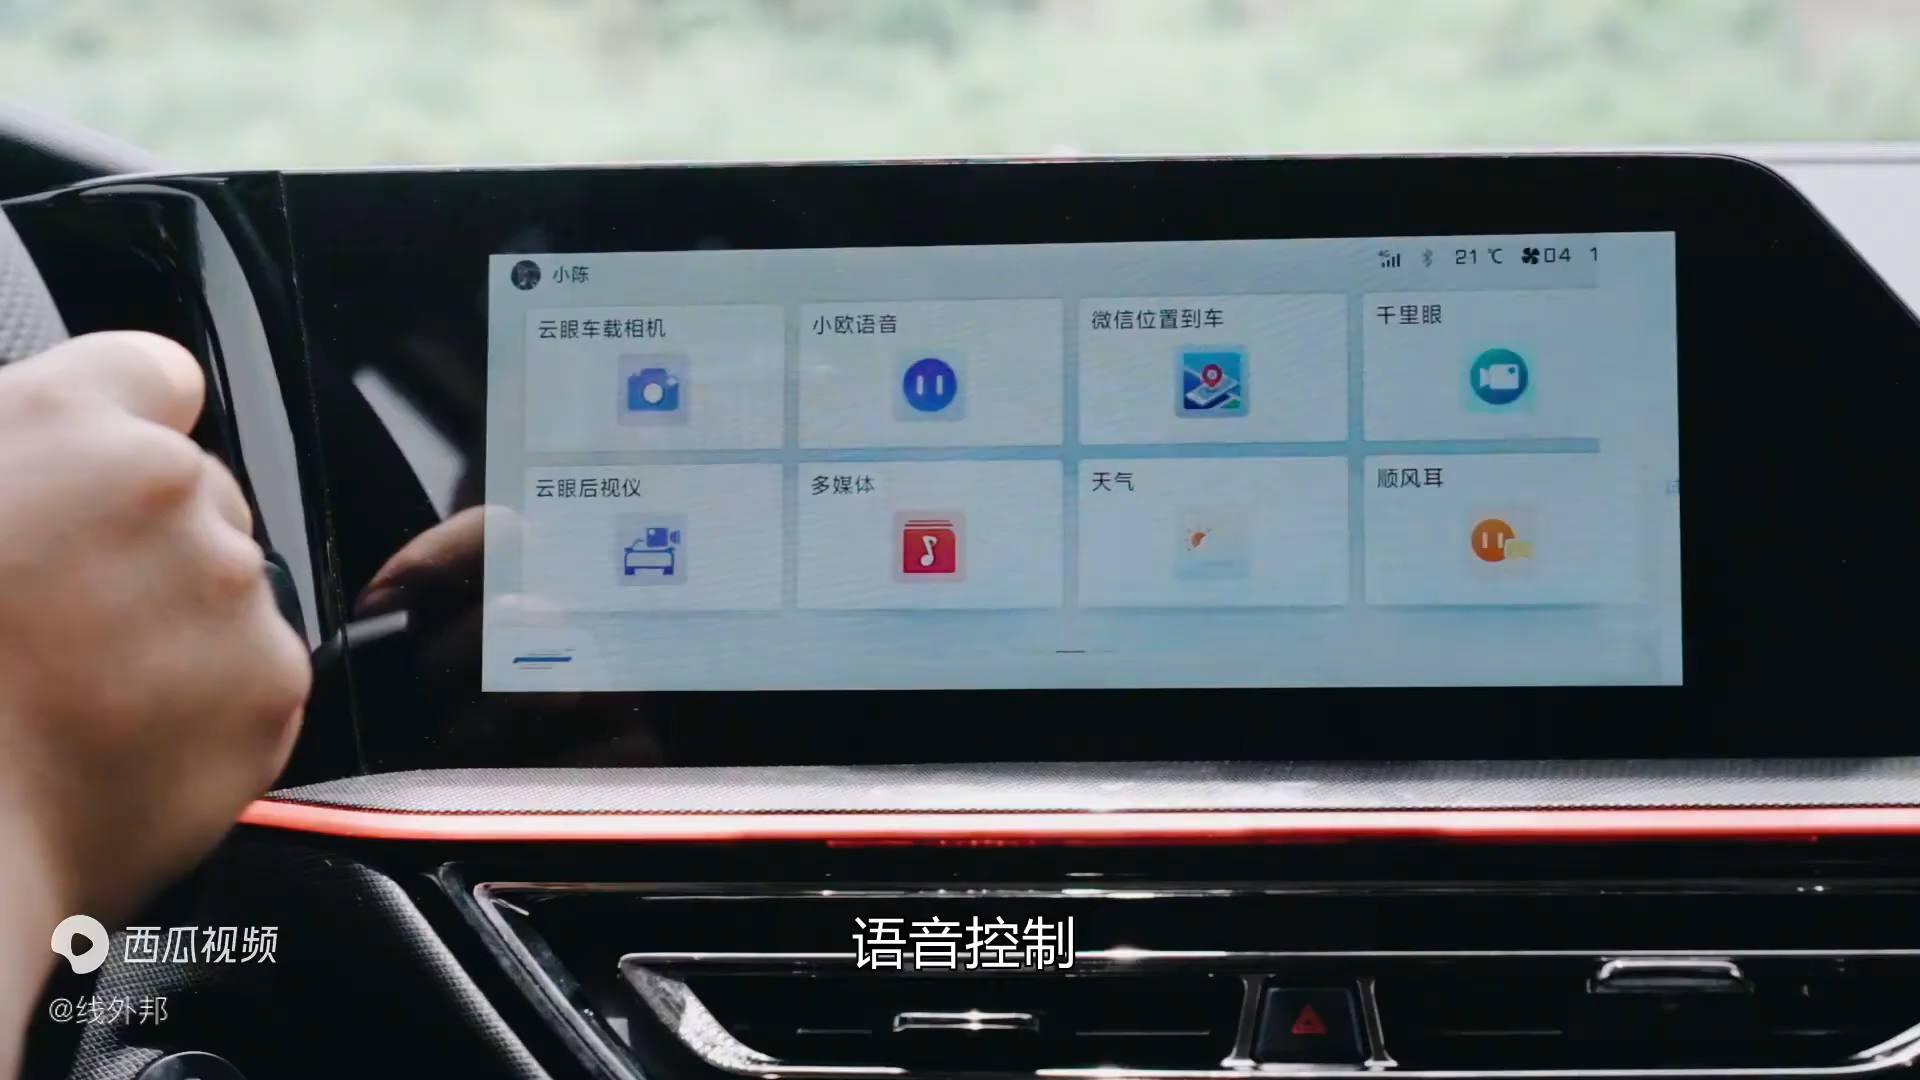 小陈
21℃ 04 1
云眼车载相机
小欧语音
微信位置到车
千里眼
云眼后视仪
多媒体
天气
顺风耳
语音控制
西瓜视频
@线外邦